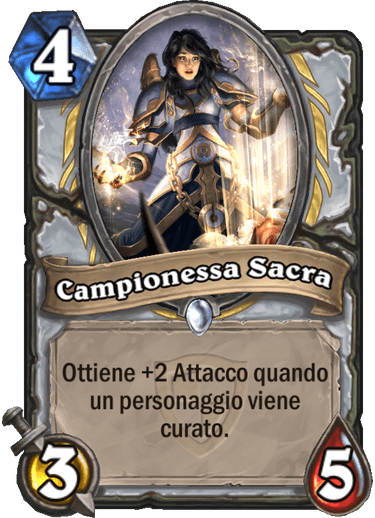 4
Campionessa Sacra
Ottiene +2 Attacco quando
un personaggio viene
curato.
3
5